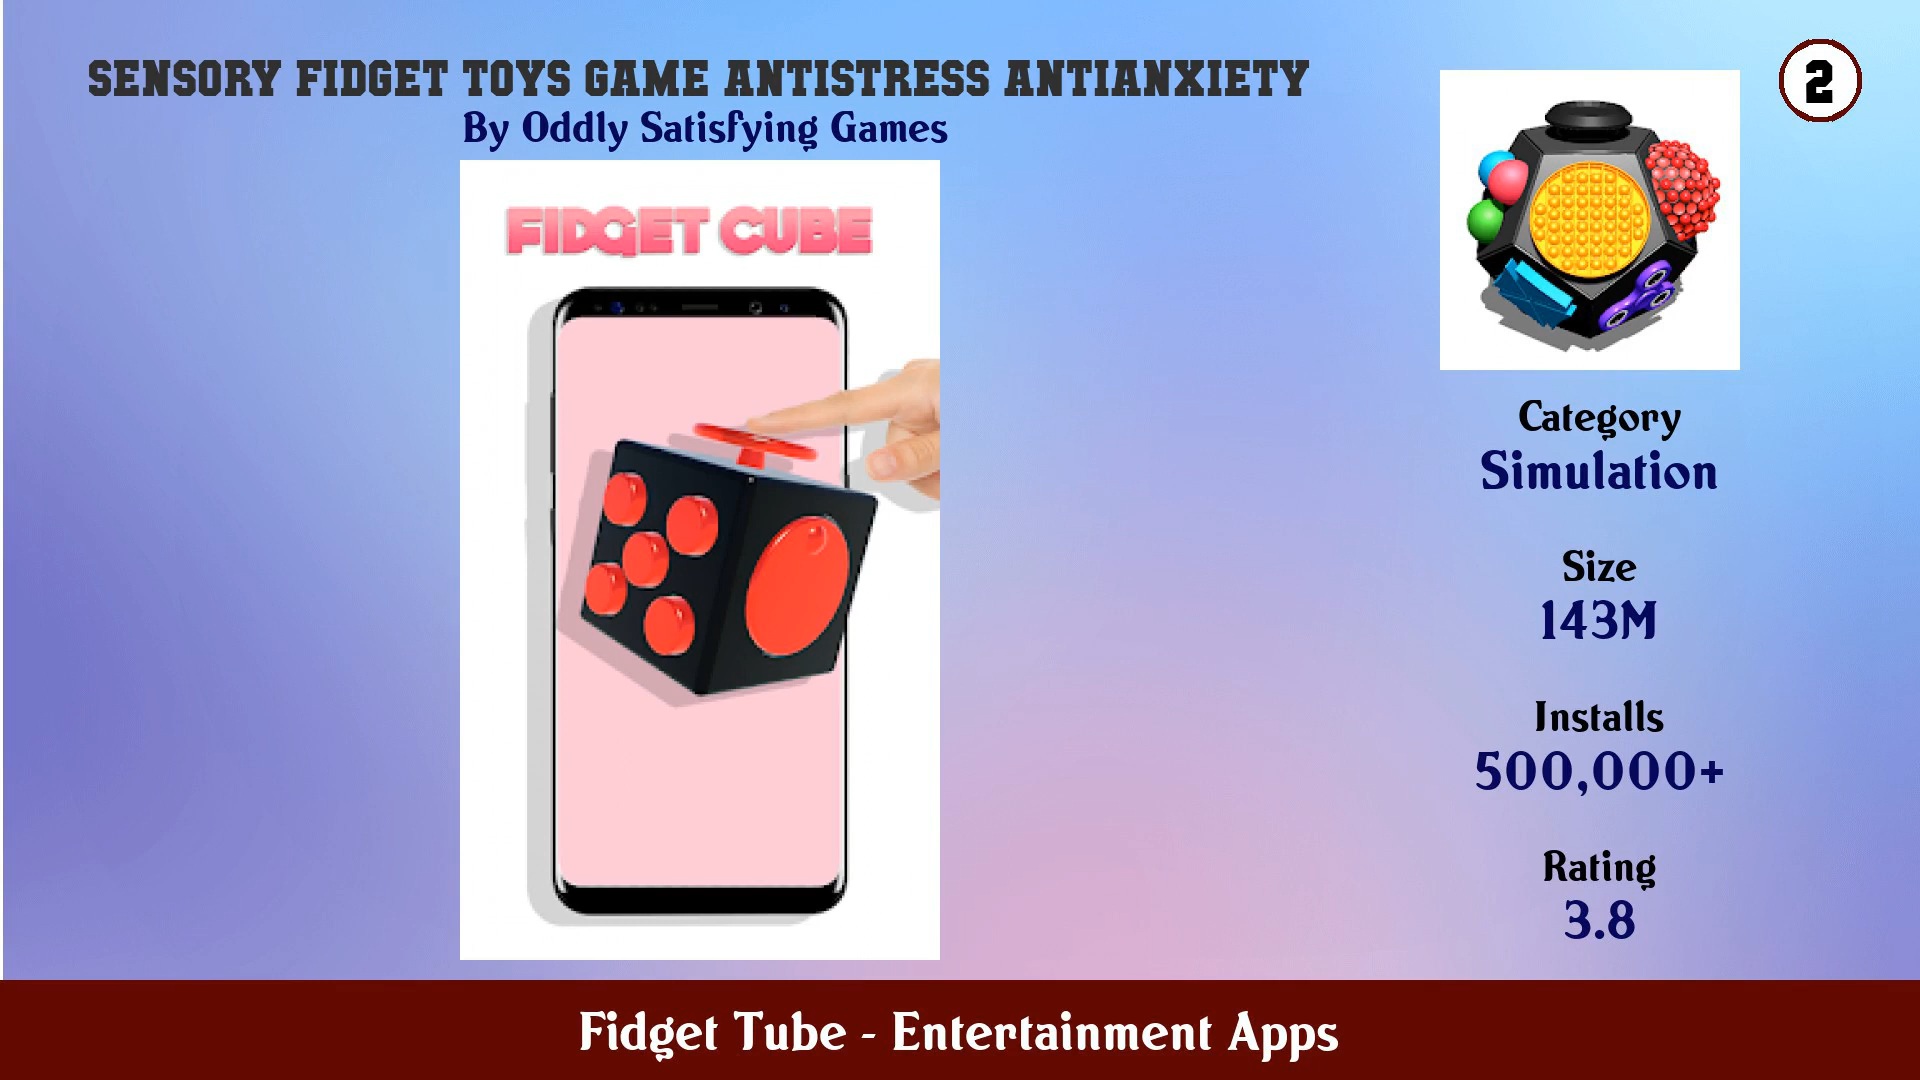 SENSORY FIDGET TOYS GAME ANTISTRESS ANTIANXIETY
By Oddly Satisfying Games
2
FIDGET CUBE
Category
Simulation
Size
143M
Installs
500,000+
Rating
3.8
Fidget Tube - Entertainment Apps